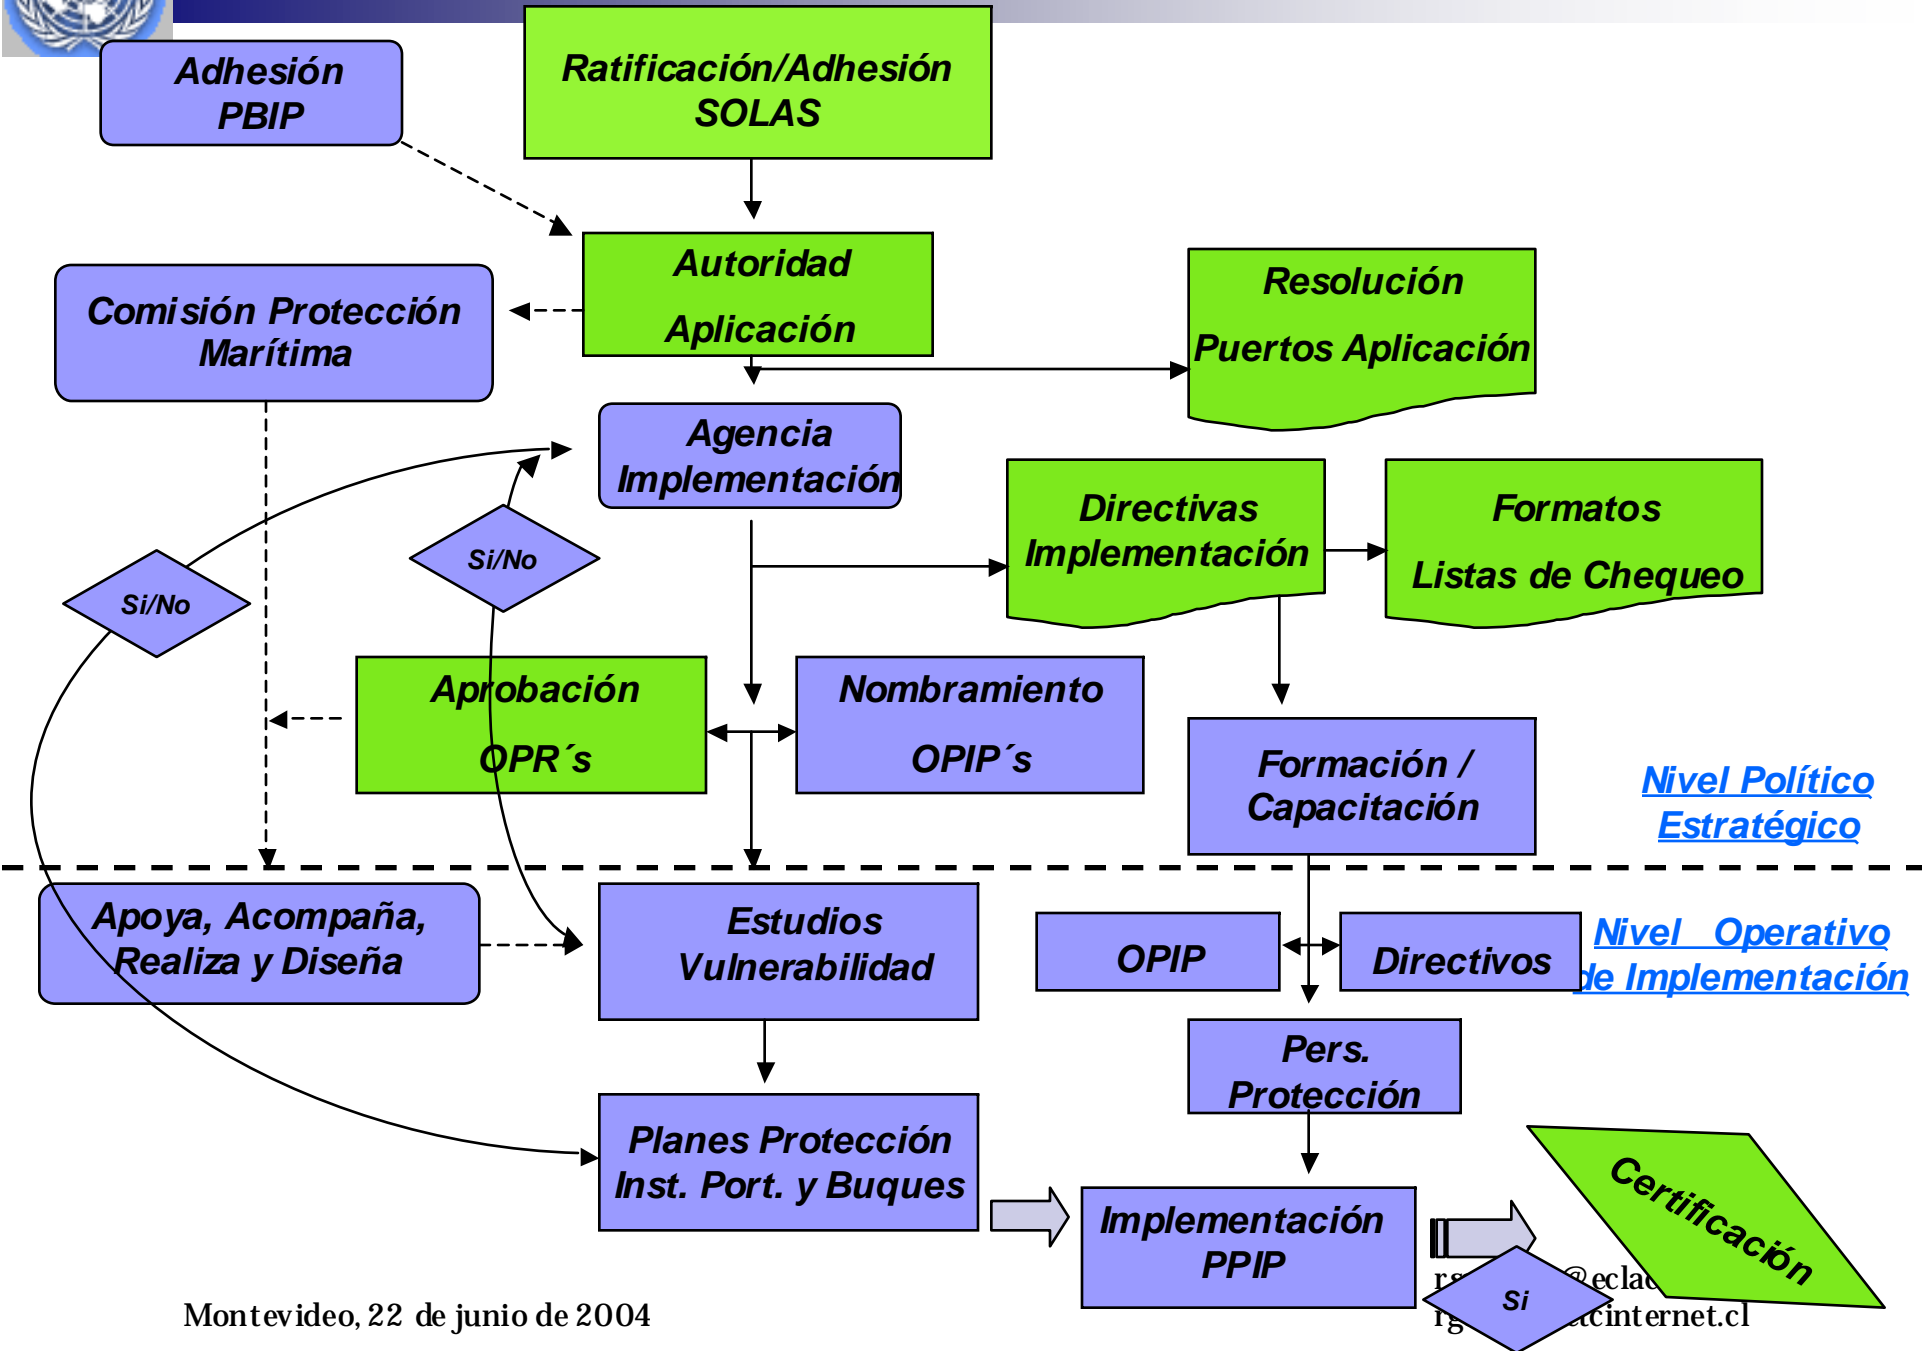 Adhesión
PBIP
Ratificación/Adhesión
SOLAS
Autoridad
Aplicación
Comisión Protección
Marítima
Resolución
Puertos Aplicación
Agencia
Implementación
Directivas
Implementación
Formatos
Listas de Chequeo
Si/No
Si/No
Aprobación
OPR´s
Nombramiento
OPIP´s
Formación /
Capacitación
Nivel Político
Estratégico
Apoya, Acompaña,
Realiza y Diseña
Estudios
Vulnerabilidad
OPIP
Directivos
Nivel Operativo
de Implementación
Pers.
Protección
Planes Protección
Inst. Port. y Buques
Implementación
PPIP
Certificación
Si
Montevideo, 22 de junio de 2004